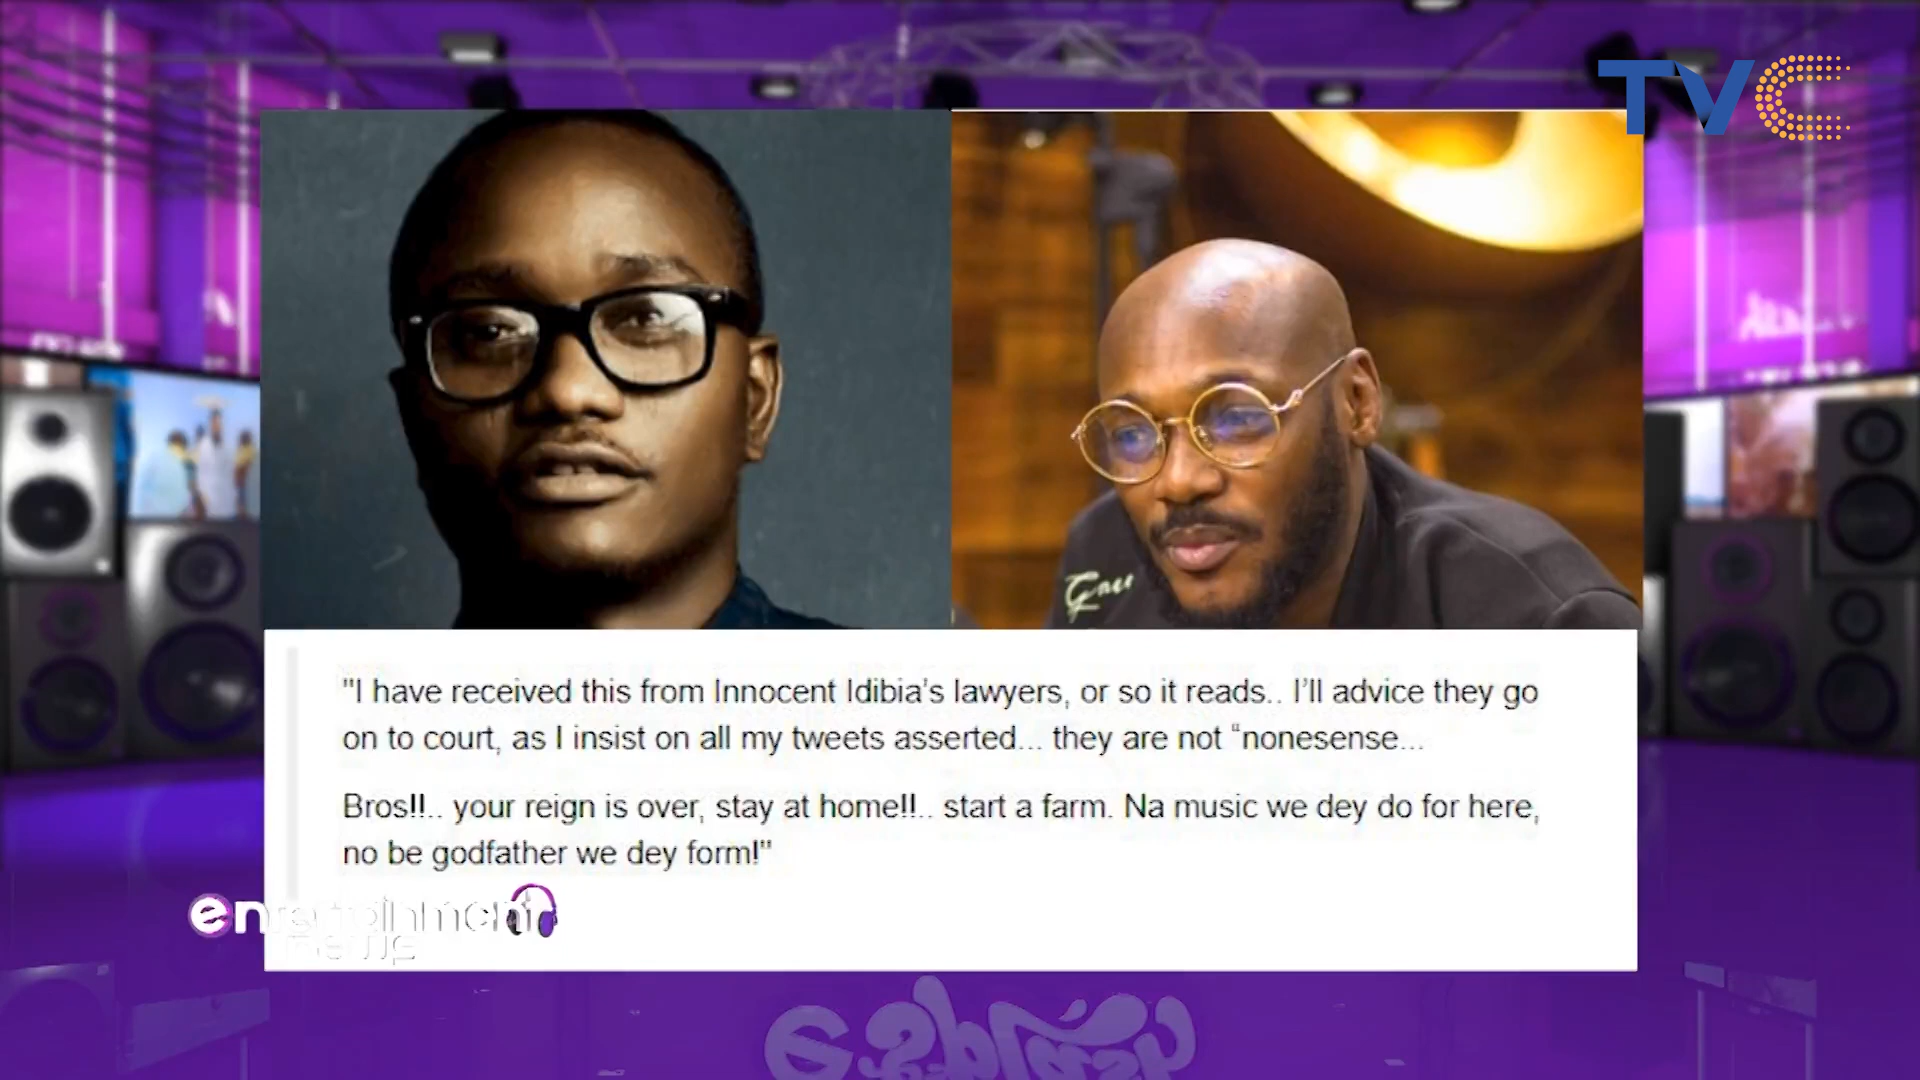 TVC
"I have received this from Innocent Idibia's lawyers, or so it reads.. I'll advice they go
on to court, as I insist on all my tweets asserted... they are not “nonesense...
Bros!!.. your reign is over, stay at home!!.. start a farm. Na music we dey do for here,
no be godfather we dey form!"
entertainment